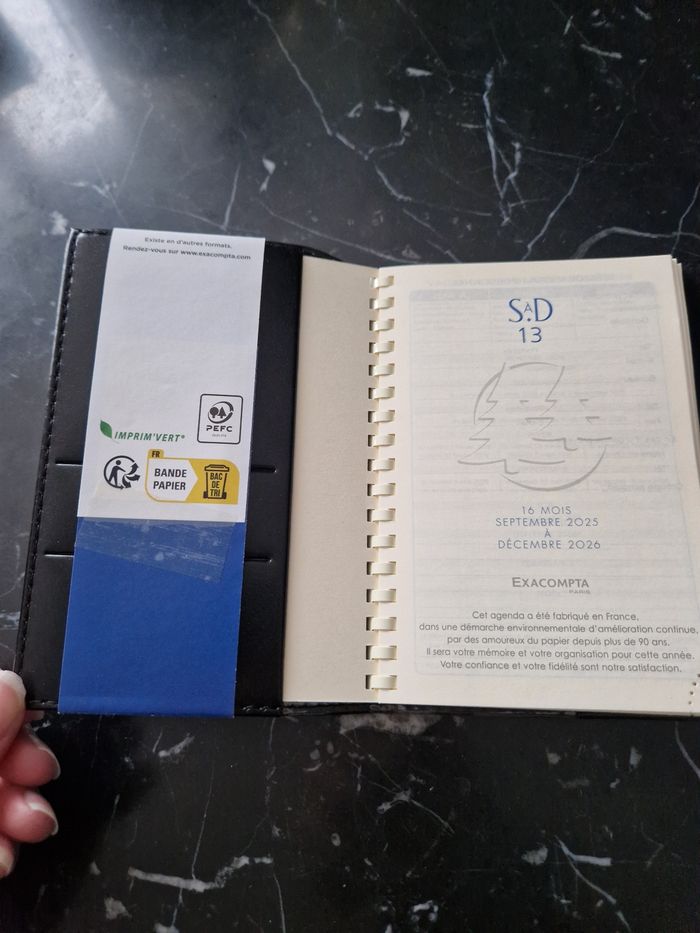 Existe en d'autres formats.
Rendez-vous sur www.exacompta.com
IMPRIM'VERT®
PEFC
FR
BANDE
PAPIER
BAC
DE
TRI
SAD
13
16 MOIS
SEPTEMBRE 2025
À
DÉCEMBRE 2026
EXACOMPTA
PARIS
Cet agenda a été fabriqué en France,
dans une démarche environnementale d'amélioration continue,
par des amoureux du papier depuis plus de 90 ans.
Il sera votre mémoire et votre organisation pour cette année.
Votre confiance et votre fidélité sont notre satisfaction.